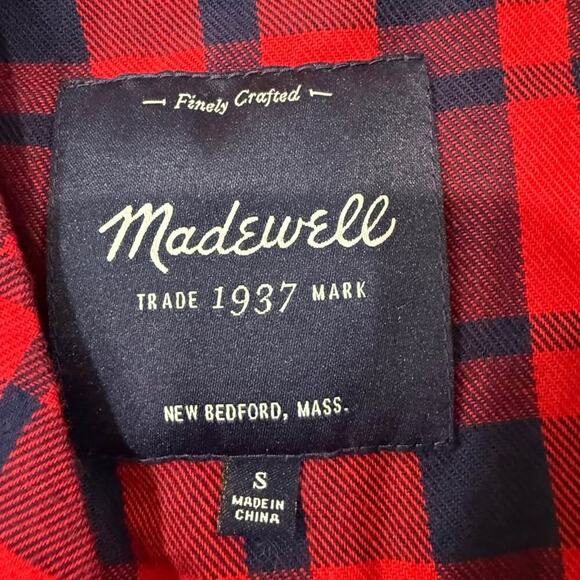 Finely Crafted
Madewell
TRADE 1937 MARK
NEW BEDFORD, MASS.
S
MADE IN
CHINA